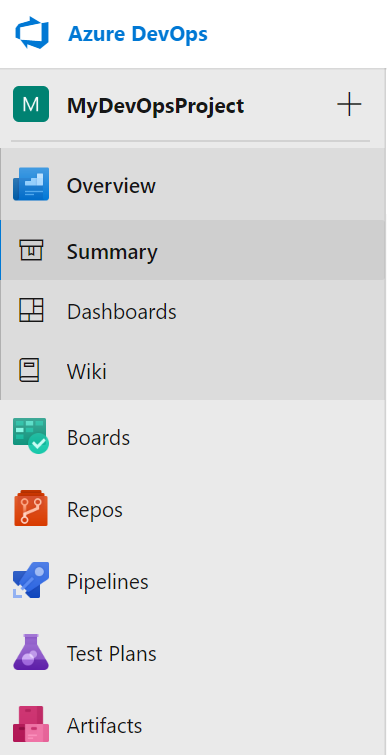 Azure DevOps
M MyDevOpsProject
Overview
Summary
Dashboards
Wiki
Boards
Repos
Pipelines
Test Plans
Artifacts